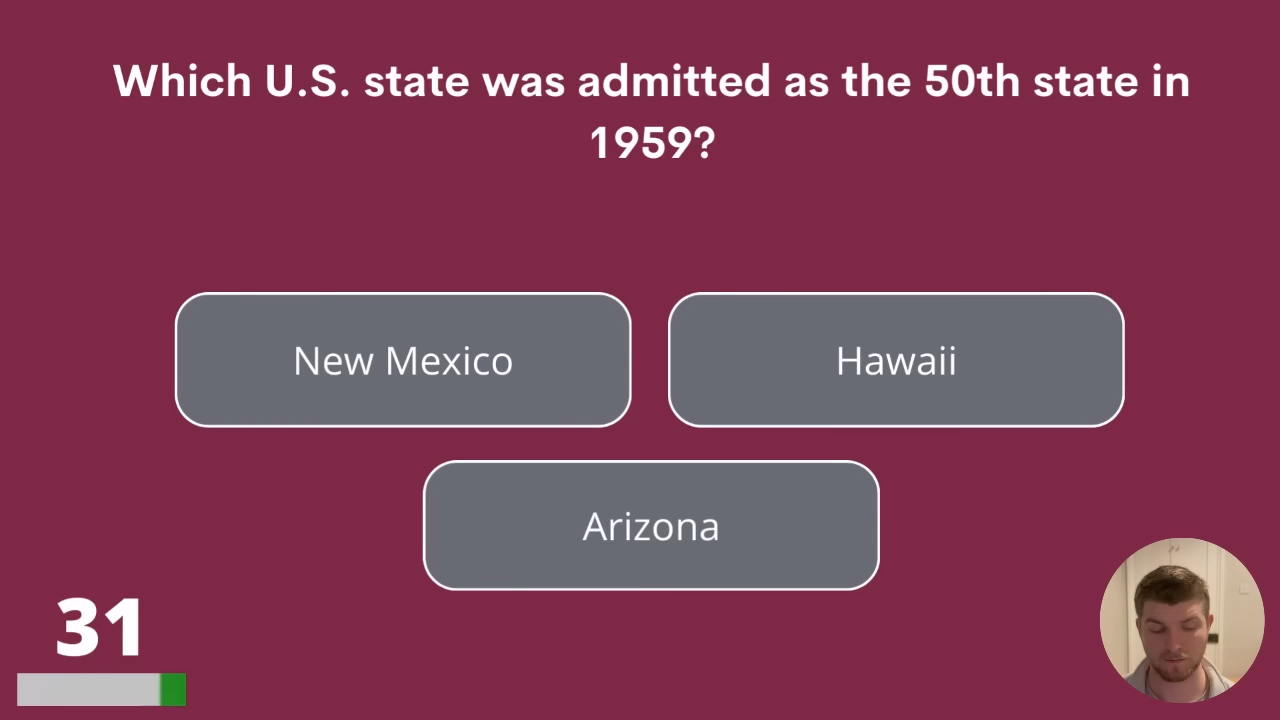 Which U.S. state was admitted as the 50th state in
1959?
New Mexico
Hawaii
Arizona
31